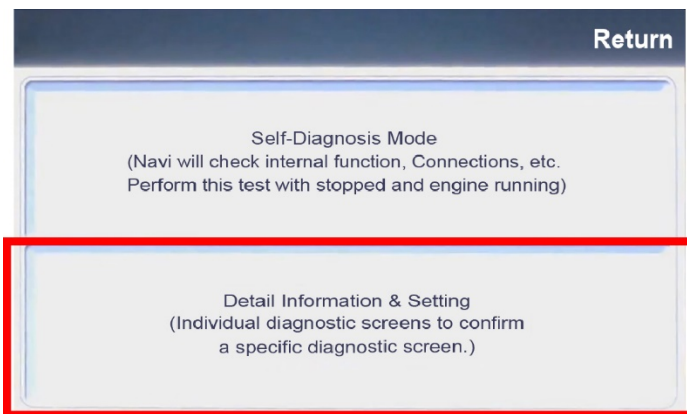 Return
Self-Diagnosis Mode
(Navi will check internal function, Connections, etc.
Perform this test with stopped and engine running)
Detail Information & Setting
(Individual diagnostic screens to confirm
a specific diagnostic screen.)